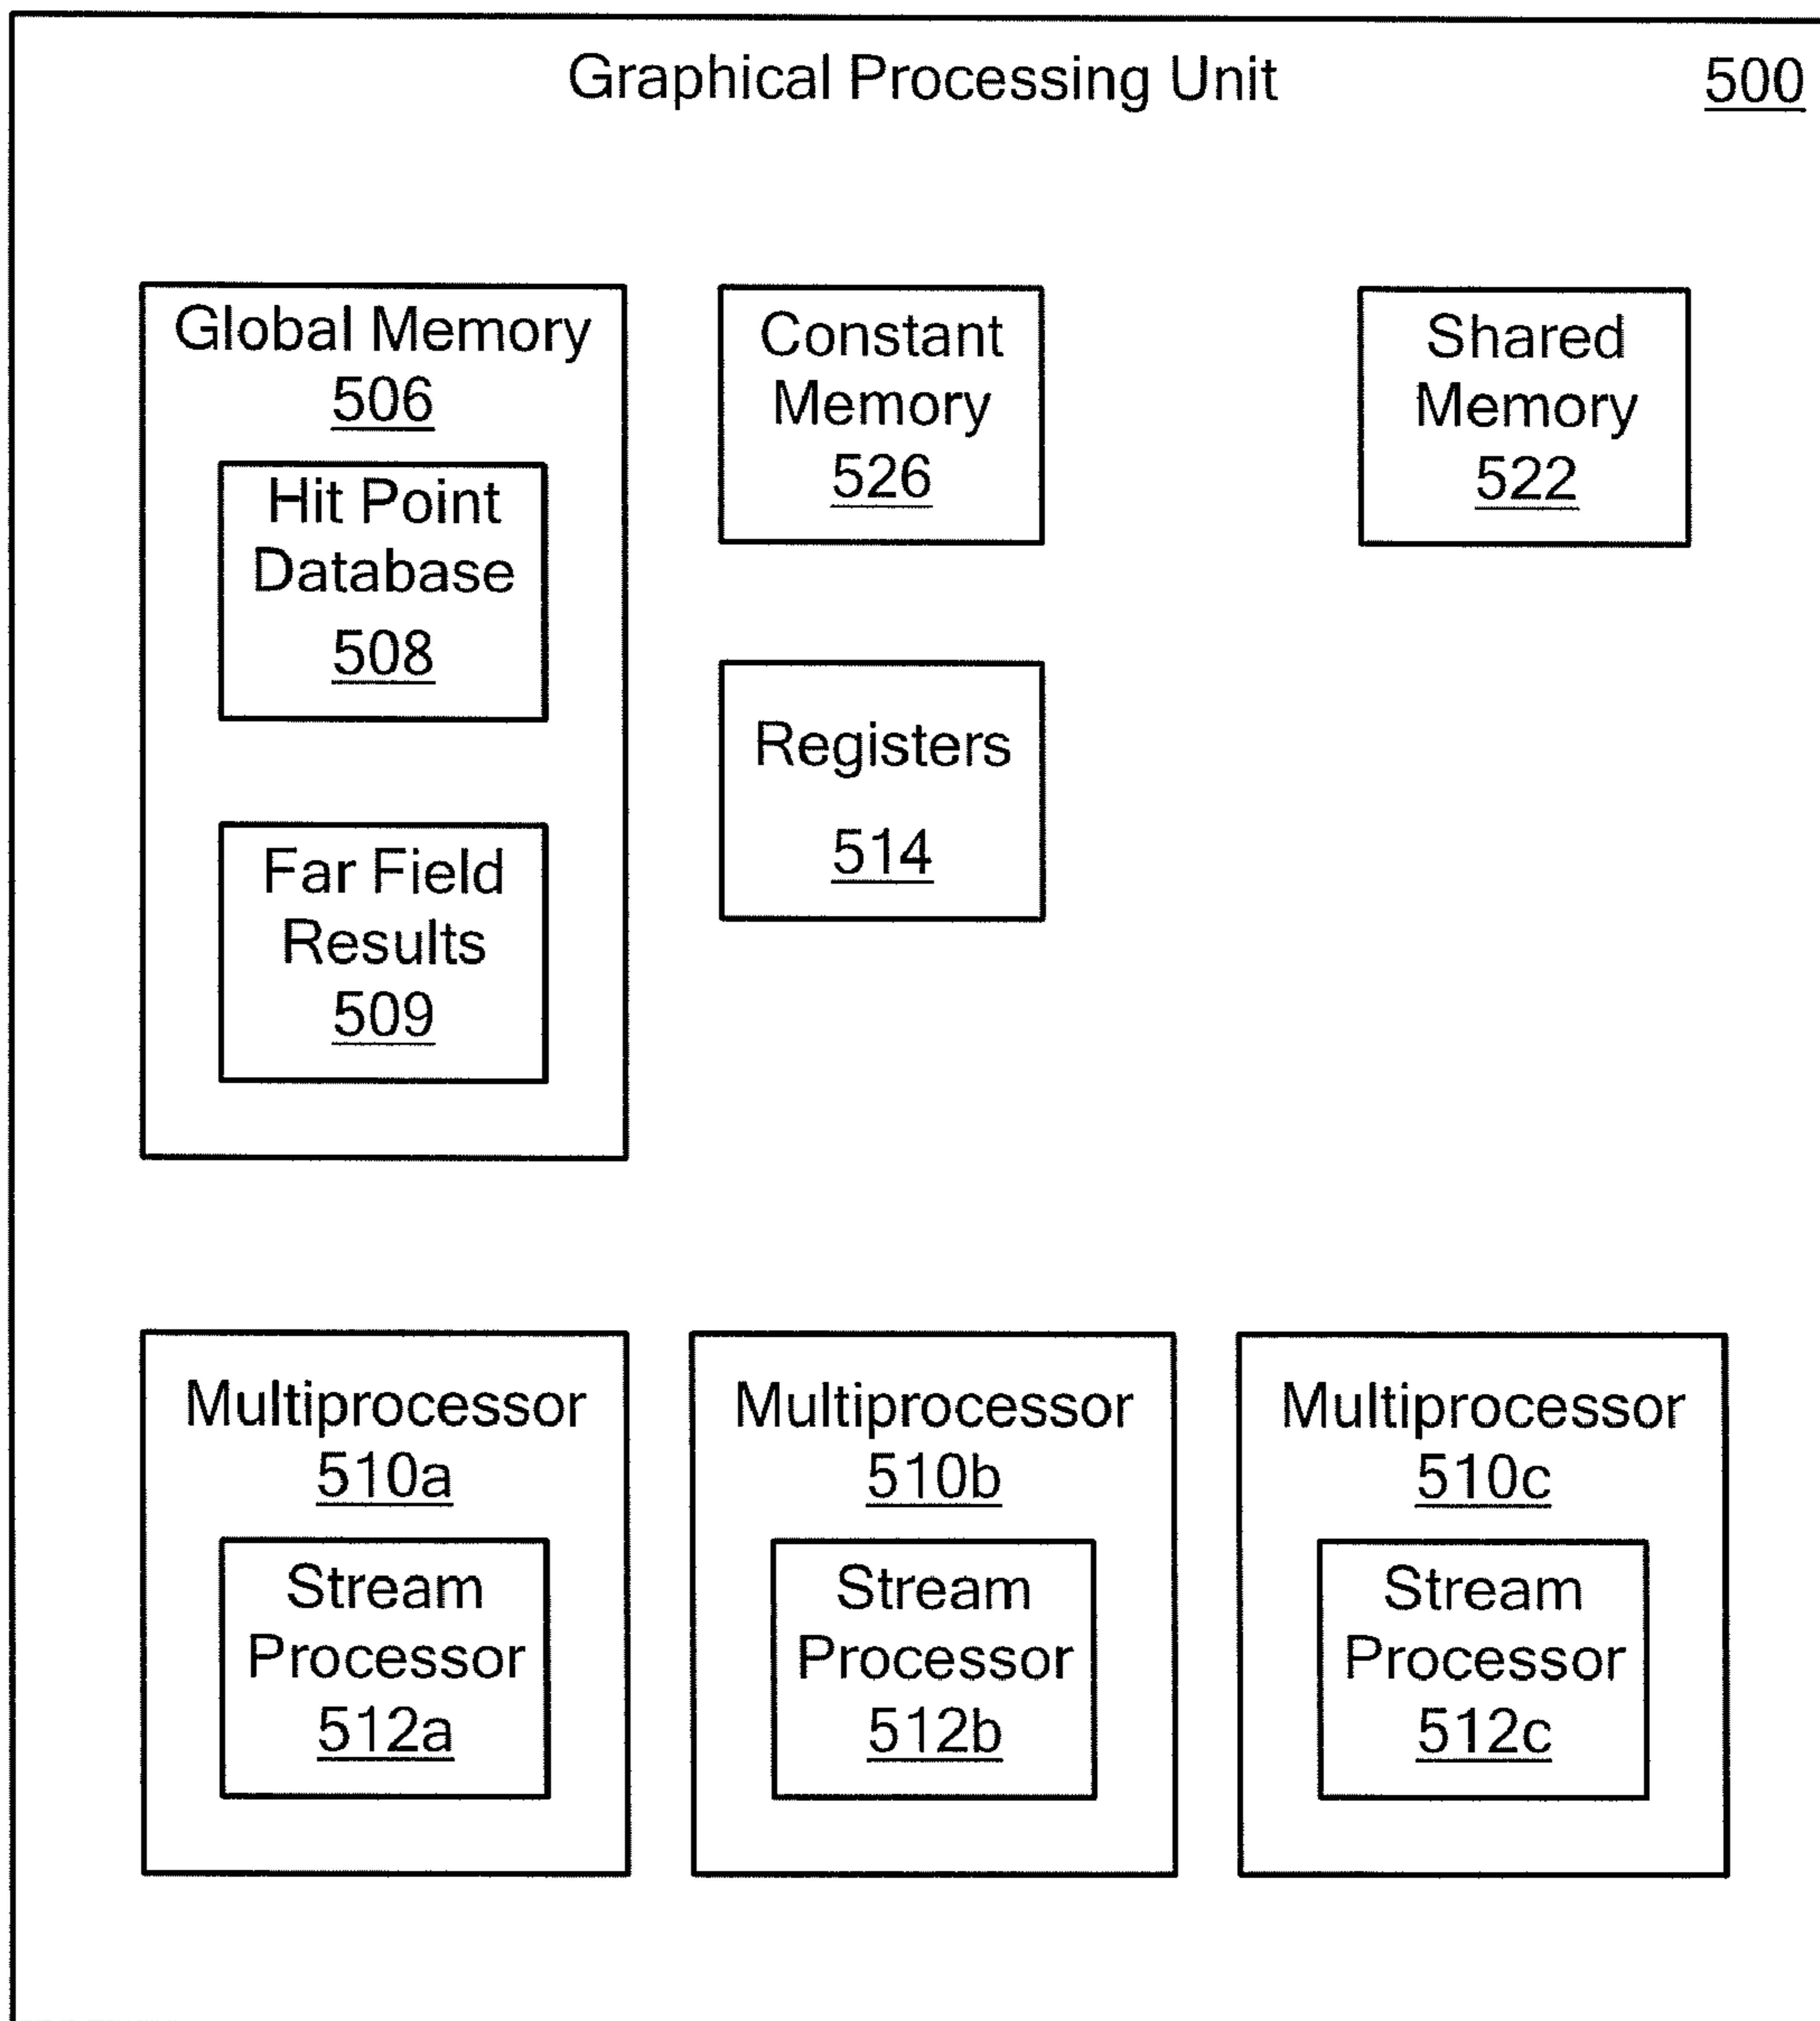 Graphical Processing Unit
500
Global Memory
506
Hit Point
Database
508
Far Field
Results
509
Constant
Memory
526
Registers
514
Shared
Memory
522
Multiprocessor
510a
Stream
Processor
512a
Multiprocessor
510b
Stream
Processor
512b
Multiprocessor
510c
Stream
Processor
512c